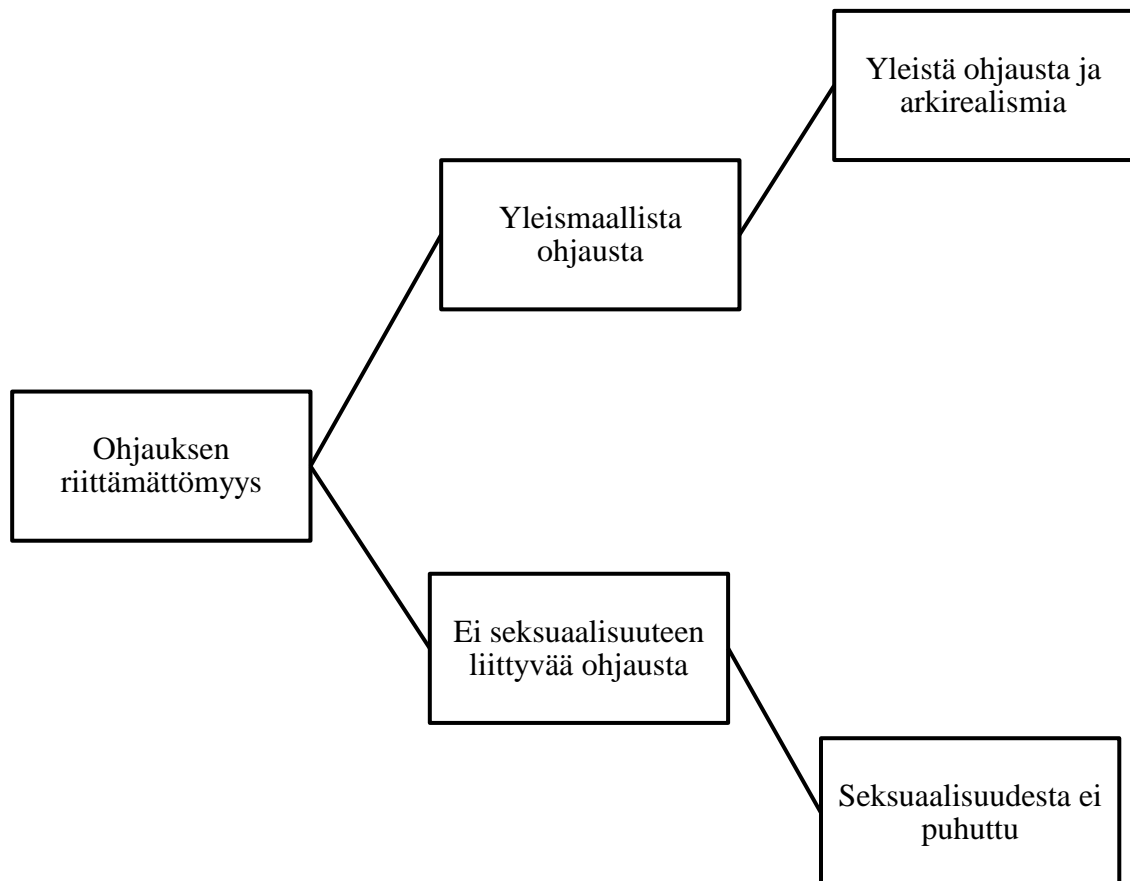 Yleistä ohjausta ja
arkirealismia
Yleismaallista
ohjausta
Ohjauksen
riittämättömyys
Ei seksuaalisuuteen
liittyvää ohjausta
Seksuaalisuudesta ei
puhuttu